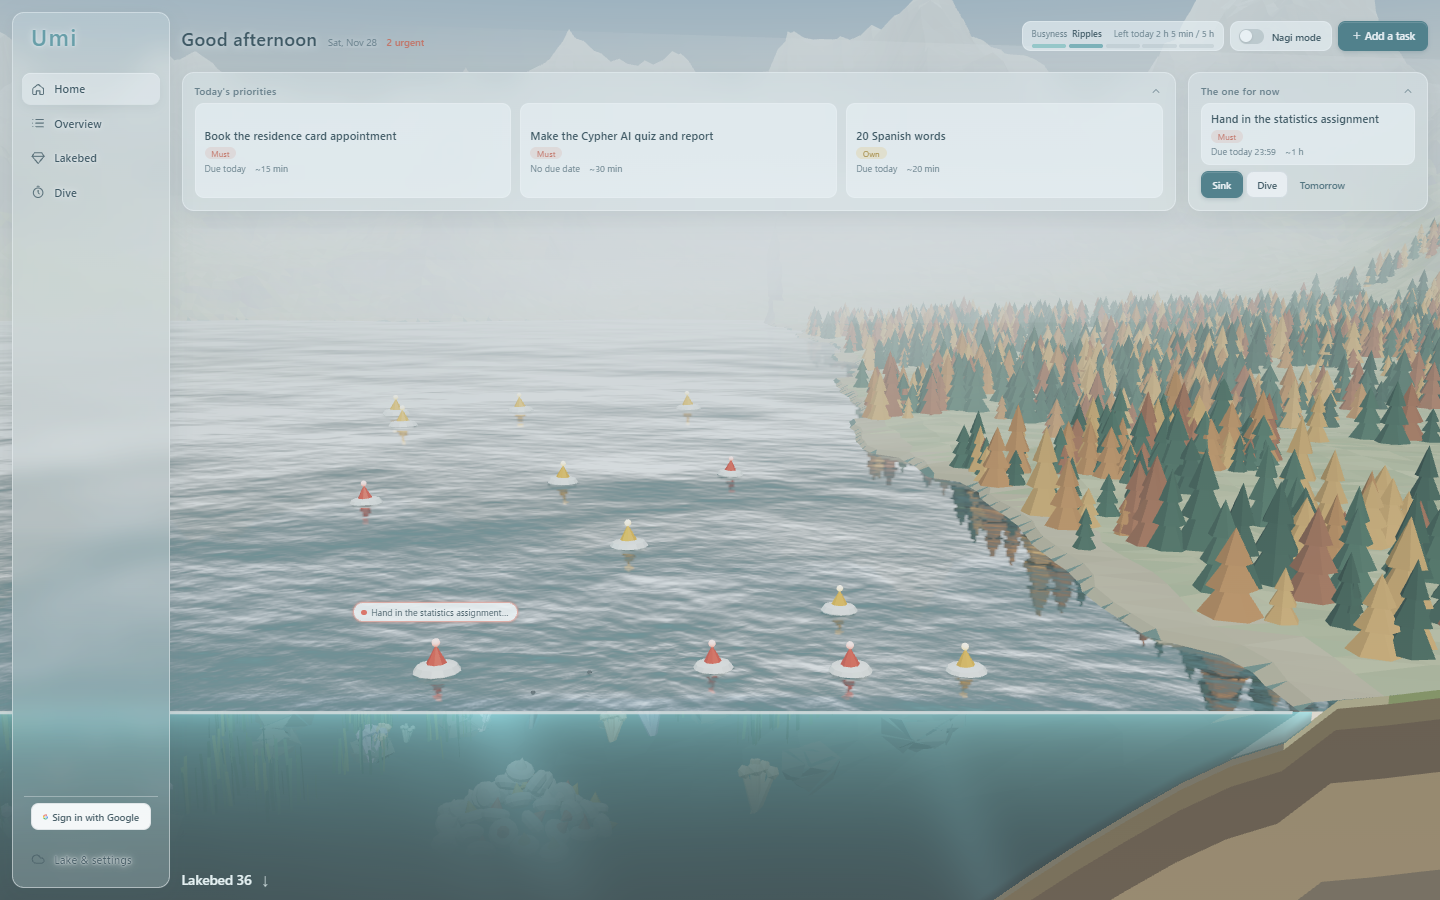 Umi
Home
Overview
Lakebed
Dive
Sign in with Google
Lake & settings
Good afternoon Sat, Nov 28 2 urgent
Busyness Ripples Left today 2 h 5 min / 5 h
Nagi mode
+ Add a task
Today's priorities
Book the residence card appointment
Must
Due today ~15 min
Make the Cypher AI quiz and report
Must
No due date ~30 min
20 Spanish words
Own
Due today ~20 min
The one for now
Hand in the statistics assignment
Must
Due today 23:59 ~1 h
Sink Dive Tomorrow
Hand in the statistics assignment...
Lakebed 36 ↓